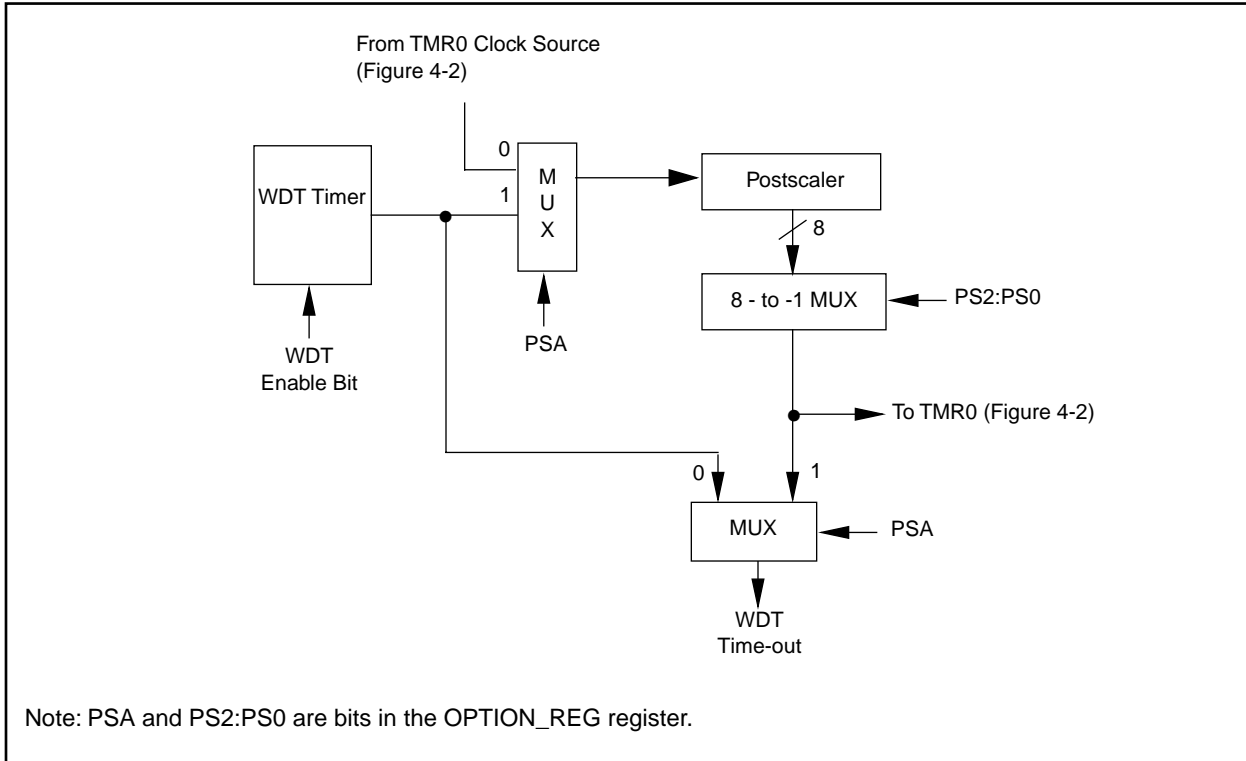 From TMR0 Clock Source
(Figure 4-2)
0
1
M
U
X
WDT Timer
Postscaler
8
8 - to -1 MUX
PS2:PS0
PSA
WDT
Enable Bit
To TMR0 (Figure 4-2)
0
1
MUX
PSA
WDT
Time-out
Note: PSA and PS2:PS0 are bits in the OPTION_REG register.